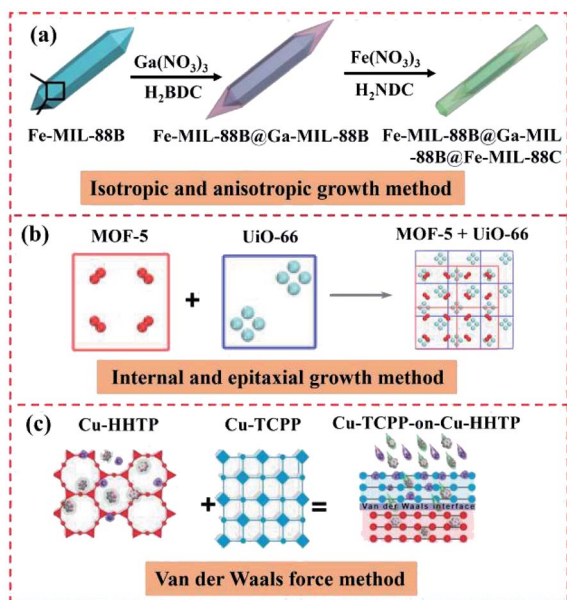 (a)
Ga(NO3)3
H2BDC
Fe(NO3)3
H2NDC
Fe-MIL-88B
Fe-MIL-88B@Ga-MIL-88B
Fe-MIL-88B@Ga-MIL
-88B@Fe-MIL-88C
Isotropic and anisotropic growth method
(b)
MOF-5
UiO-66
MOF-5 + UiO-66
+
Internal and epitaxial growth method
(c)
Cu-HHTP
Cu-TCPP
Cu-TCPP-on-Cu-HHTP
+
=
Van der Waals interface
Van der Waals force method